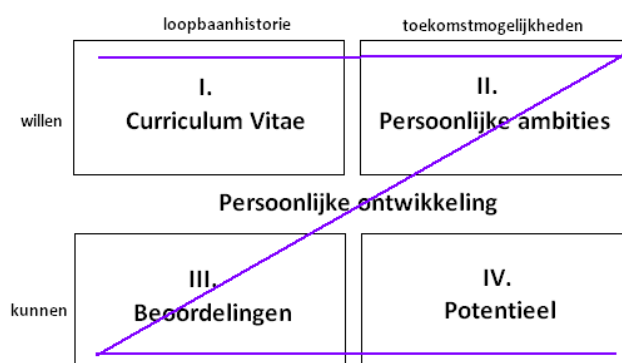 loopbaanhistorie
toekomstmogelijkheden
willen
I.
Curriculum Vitae
II.
Persoonlijke ambities
Persoonlijke ontwikkeling
kunnen
III.
Beoordelingen
IV.
Potentieel